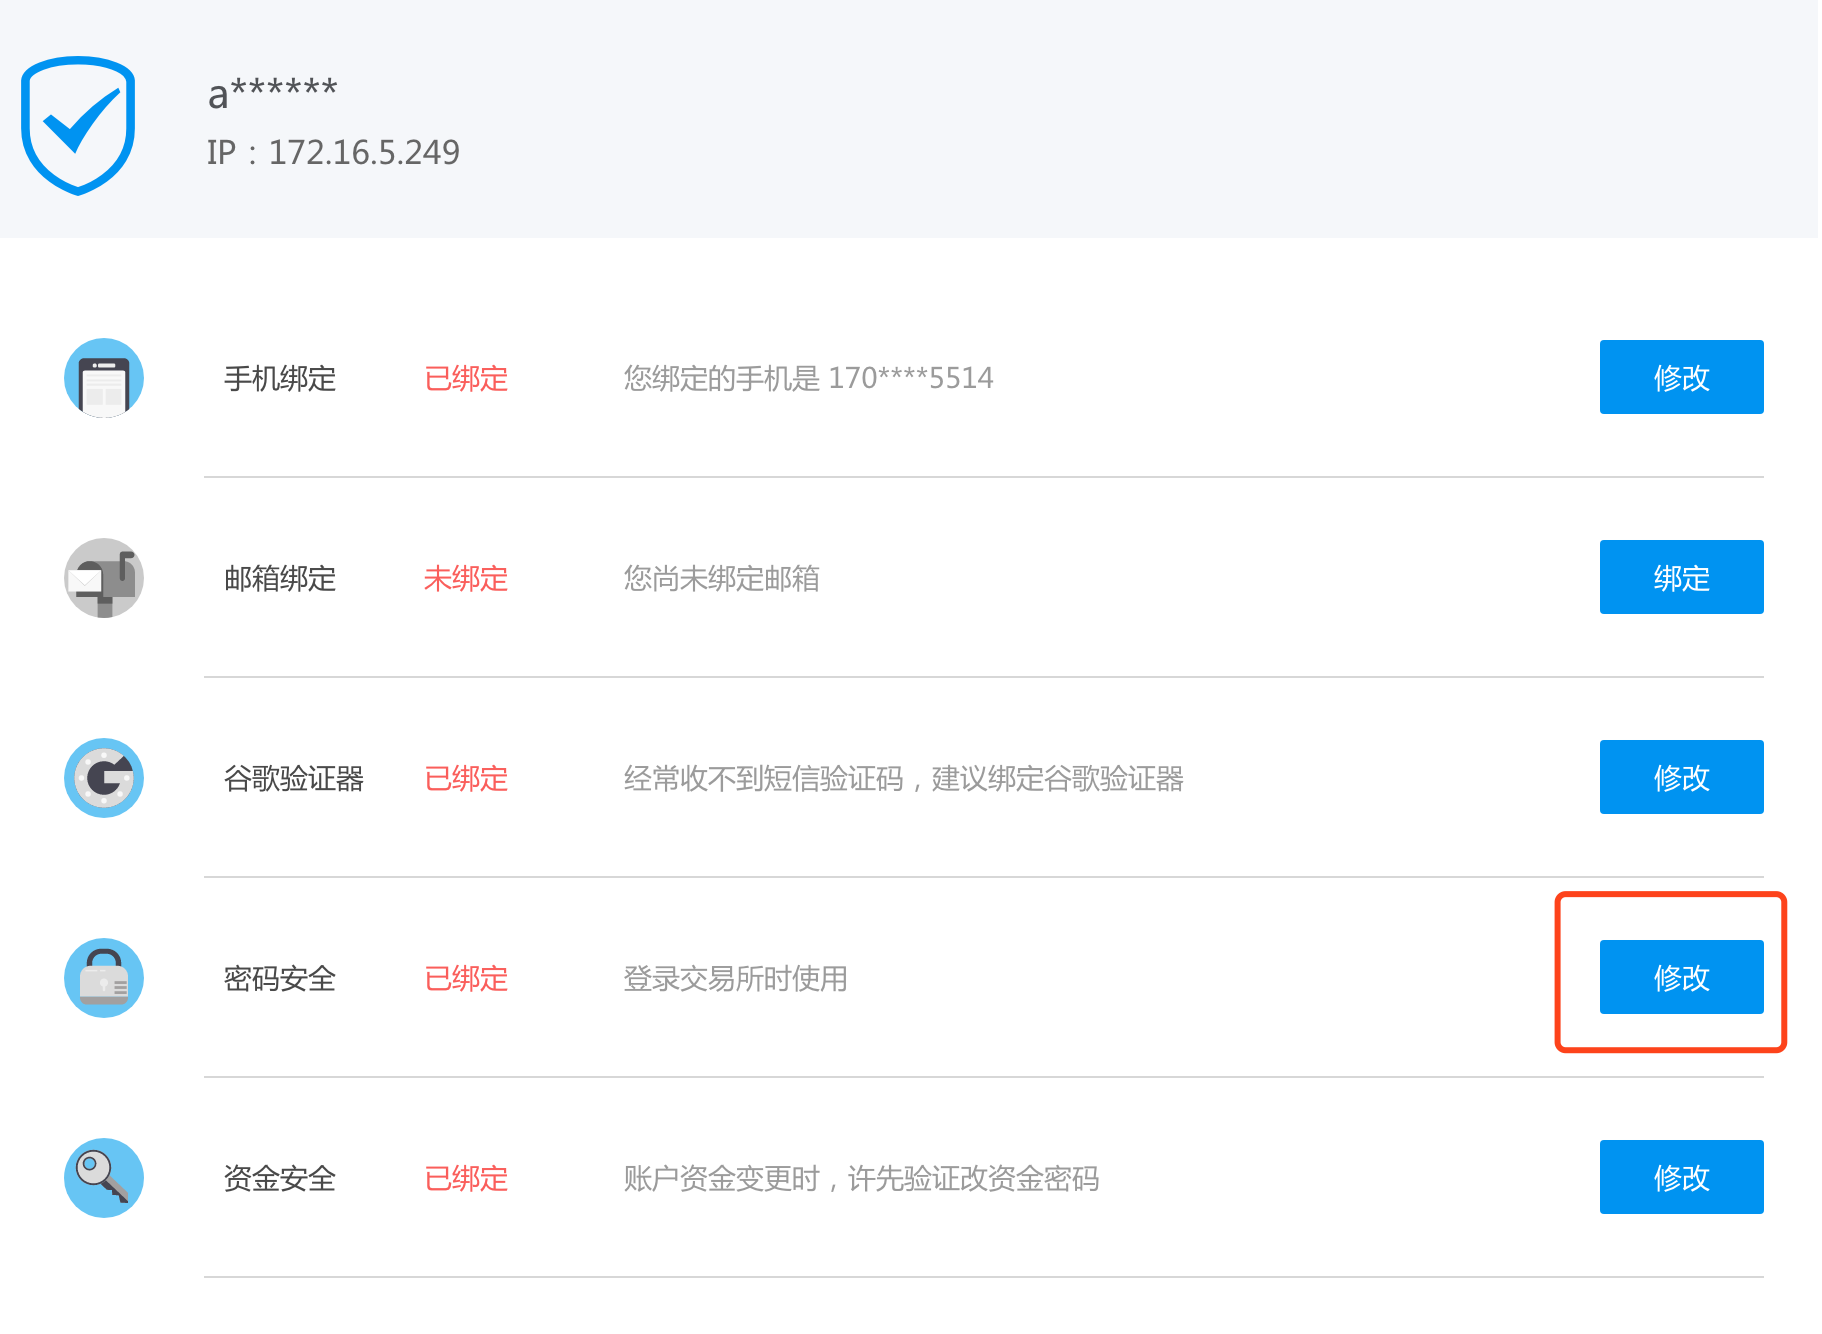 a******
IP：172.16.5.249
手机绑定 已绑定 您绑定的手机是 170****5514 修改
邮箱绑定 未绑定 您尚未绑定邮箱 绑定
谷歌验证器 已绑定 经常收不到短信验证码，建议绑定谷歌验证器 修改
密码安全 已绑定 登录交易所时使用 修改
资金安全 已绑定 账户资金变更时，许先验证改资金密码 修改